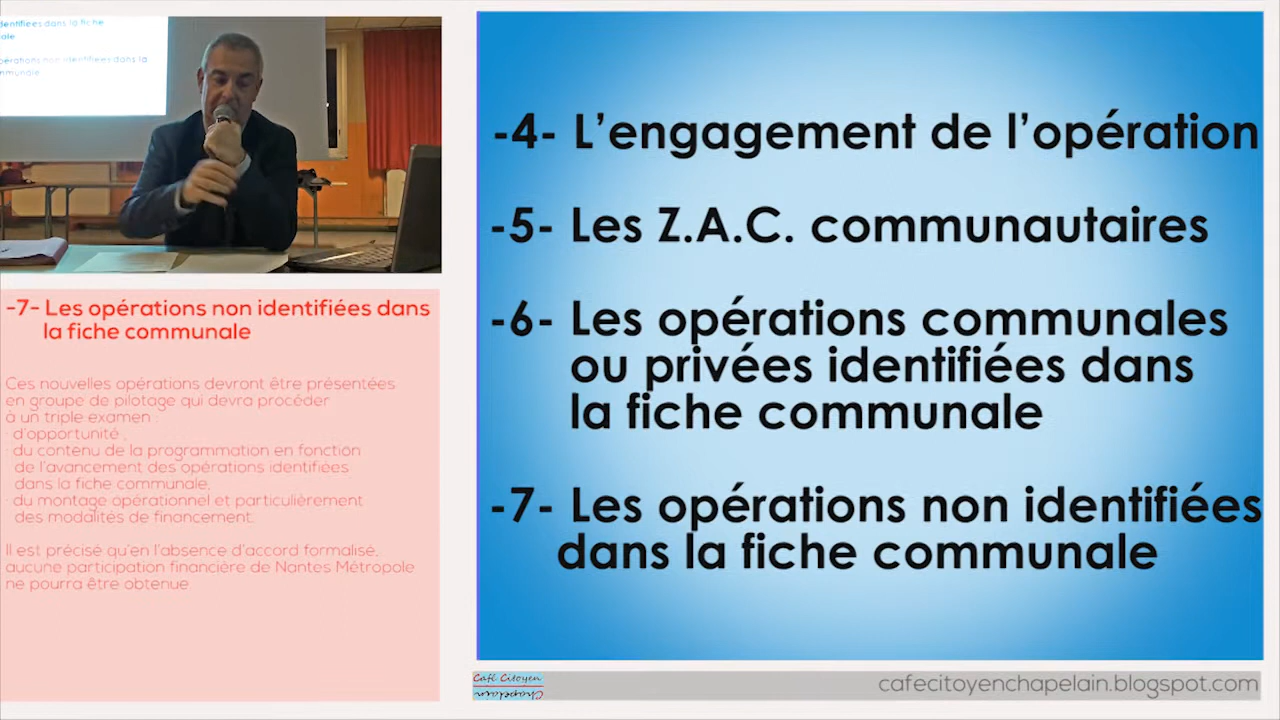 dentifiées dans la fiche
ale
opérations non identifiées dans la
mmunale
-7- Les opérations non identifiées dans
la fiche communale
Ces nouvelles opérations devront être présentées
en groupe de pilotage qui devra procéder
à un triple examen :
· d'opportunité ,
· du contenu de la programmation en fonction
de l'avancement des opérations identifiées
dans la fiche communale,
· du montage opérationnel et particulièrement
des modalités de financement.
Il est précisé qu'en l'absence d'accord formalisé,
aucune participation financière de Nantes Métropole
ne pourra être obtenue.
-4- L'engagement de l'opération
-5- Les Z.A.C. communautaires
-6- Les opérations communales
ou privées identifiées dans
la fiche communale
-7- Les opérations non identifiées
dans la fiche communale
Café Citoyen
Chapelain
cafecitoyenchapelain.blogspot.com